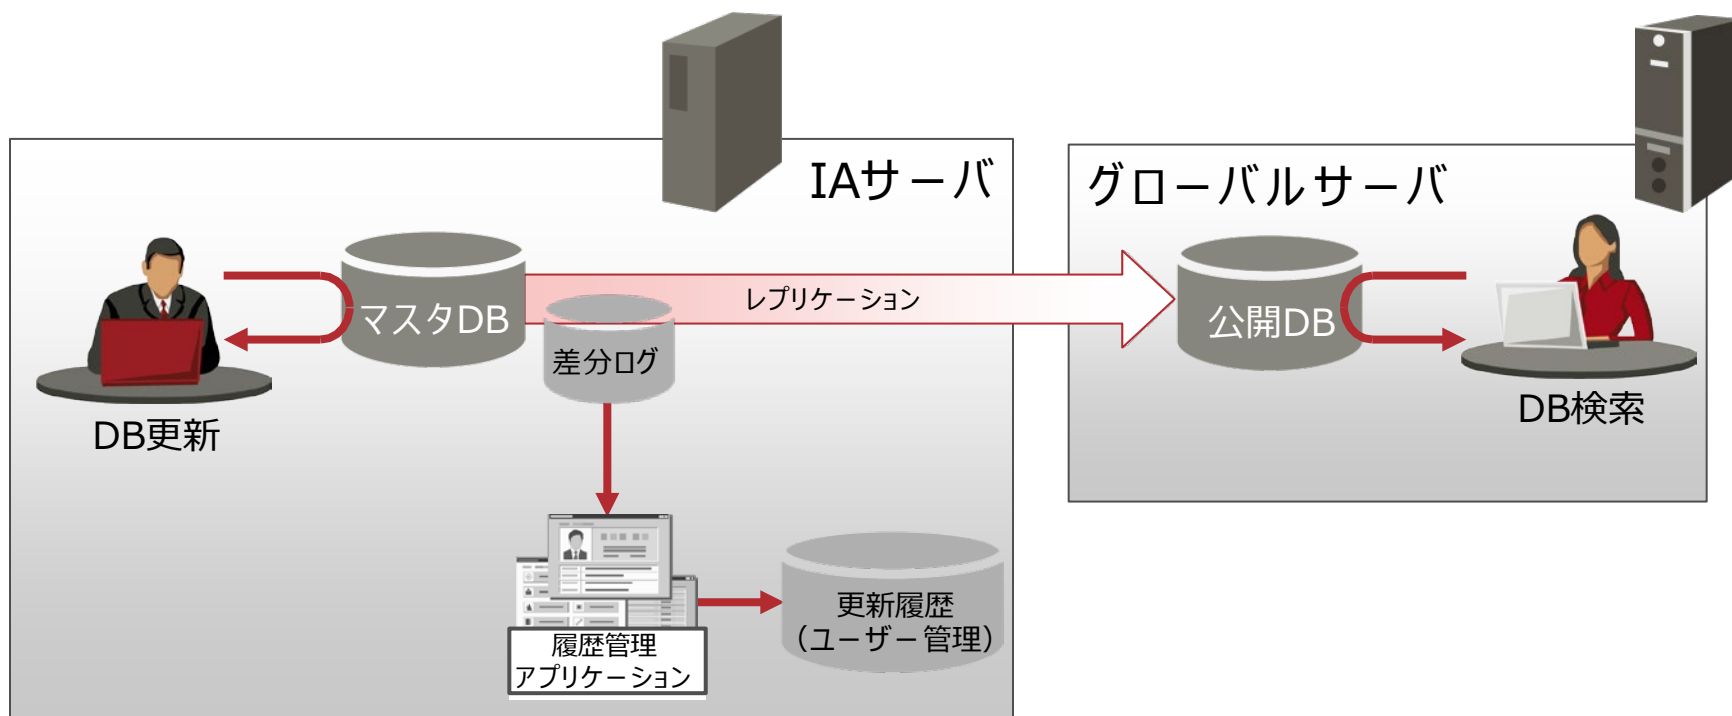 IAサーバ
グローバルサーバ
マスタDB
レプリケーション
公開DB
差分ログ
DB更新
DB検索
更新履歴
（ユーザー管理）
履歴管理
アプリケーション